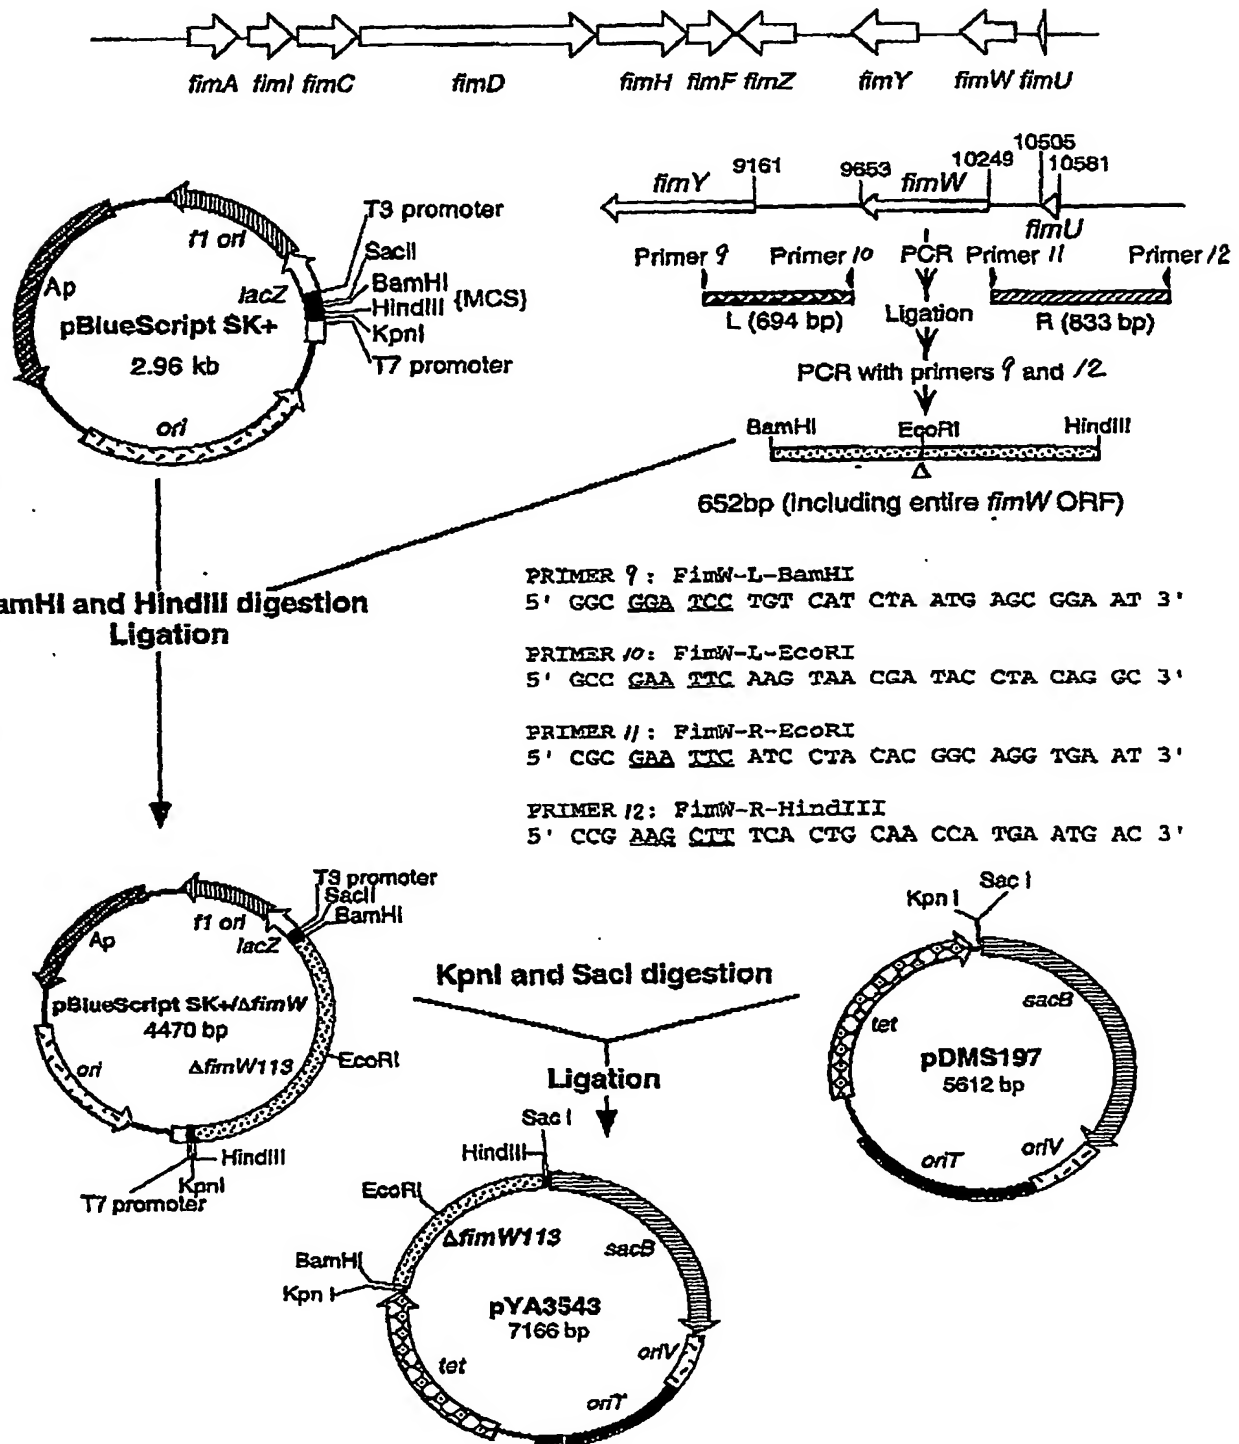 fimA fimI fimC fimD fimH fimF fimZ fimY fimW fimU
10505
9161 9653 10249 10581
fimY fimW
fimU
T3 promoter
SacII
BamHI
HindIII {MCS}
KpnI
T7 promoter
f1 ori
lacZ
Ap
pBlueScript SK+
2.96 kb
ori
Primer 9 Primer 10 PCR Primer 11 Primer 12
L (694 bp) Ligation R (833 bp)
PCR with primers 9 and 12
BamHI EcoRI HindIII
Δ
652bp (including entire fimW ORF)
amHI and HindIII digestion
Ligation
PRIMER 9: FimW-L-BamHI
5' GGC GGA TCC TGT CAT CTA ATG AGC GGA AT 3'
PRIMER 10: FimW-L-EcoRI
5' GCC GAA TTC AAG TAA CGA TAC CTA CAG GC 3'
PRIMER 11: FimW-R-EcoRI
5' CGC GAA TTC ATC CTA CAC GGC AGG TGA AT 3'
PRIMER 12: FimW-R-HindIII
5' CCG AAG CTT TCA CTG CAA CCA TGA ATG AC 3'
T3 promoter
SacII
BamHI
f1 ori
lacZ
Ap
pBlueScript SK+/ΔfimW
4470 bp
ori
ΔfimW113
EcoRI
HindIII
KpnI
T7 promoter
KpnI and SacI digestion
Ligation
Kpn I Sac I
sacB
tet
pDMS197
5612 bp
oriV
oriT
Sac I
HindIII
EcoRI
ΔfimW113
sacB
BamHI
Kpn I
pYA3543
7166 bp
tet
oriV
oriT